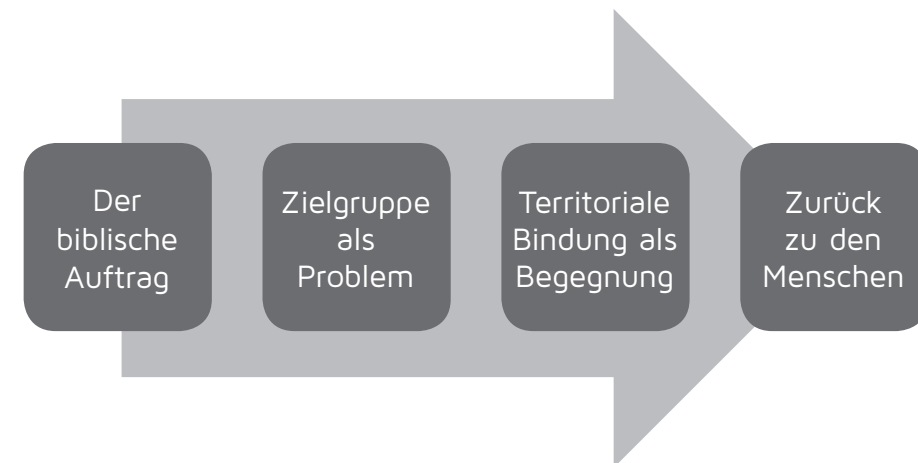 Der
biblische
Auftrag
Zielgruppe
als
Problem
Territoriale
Bindung als
Begegnung
Zurück
zu den
Menschen